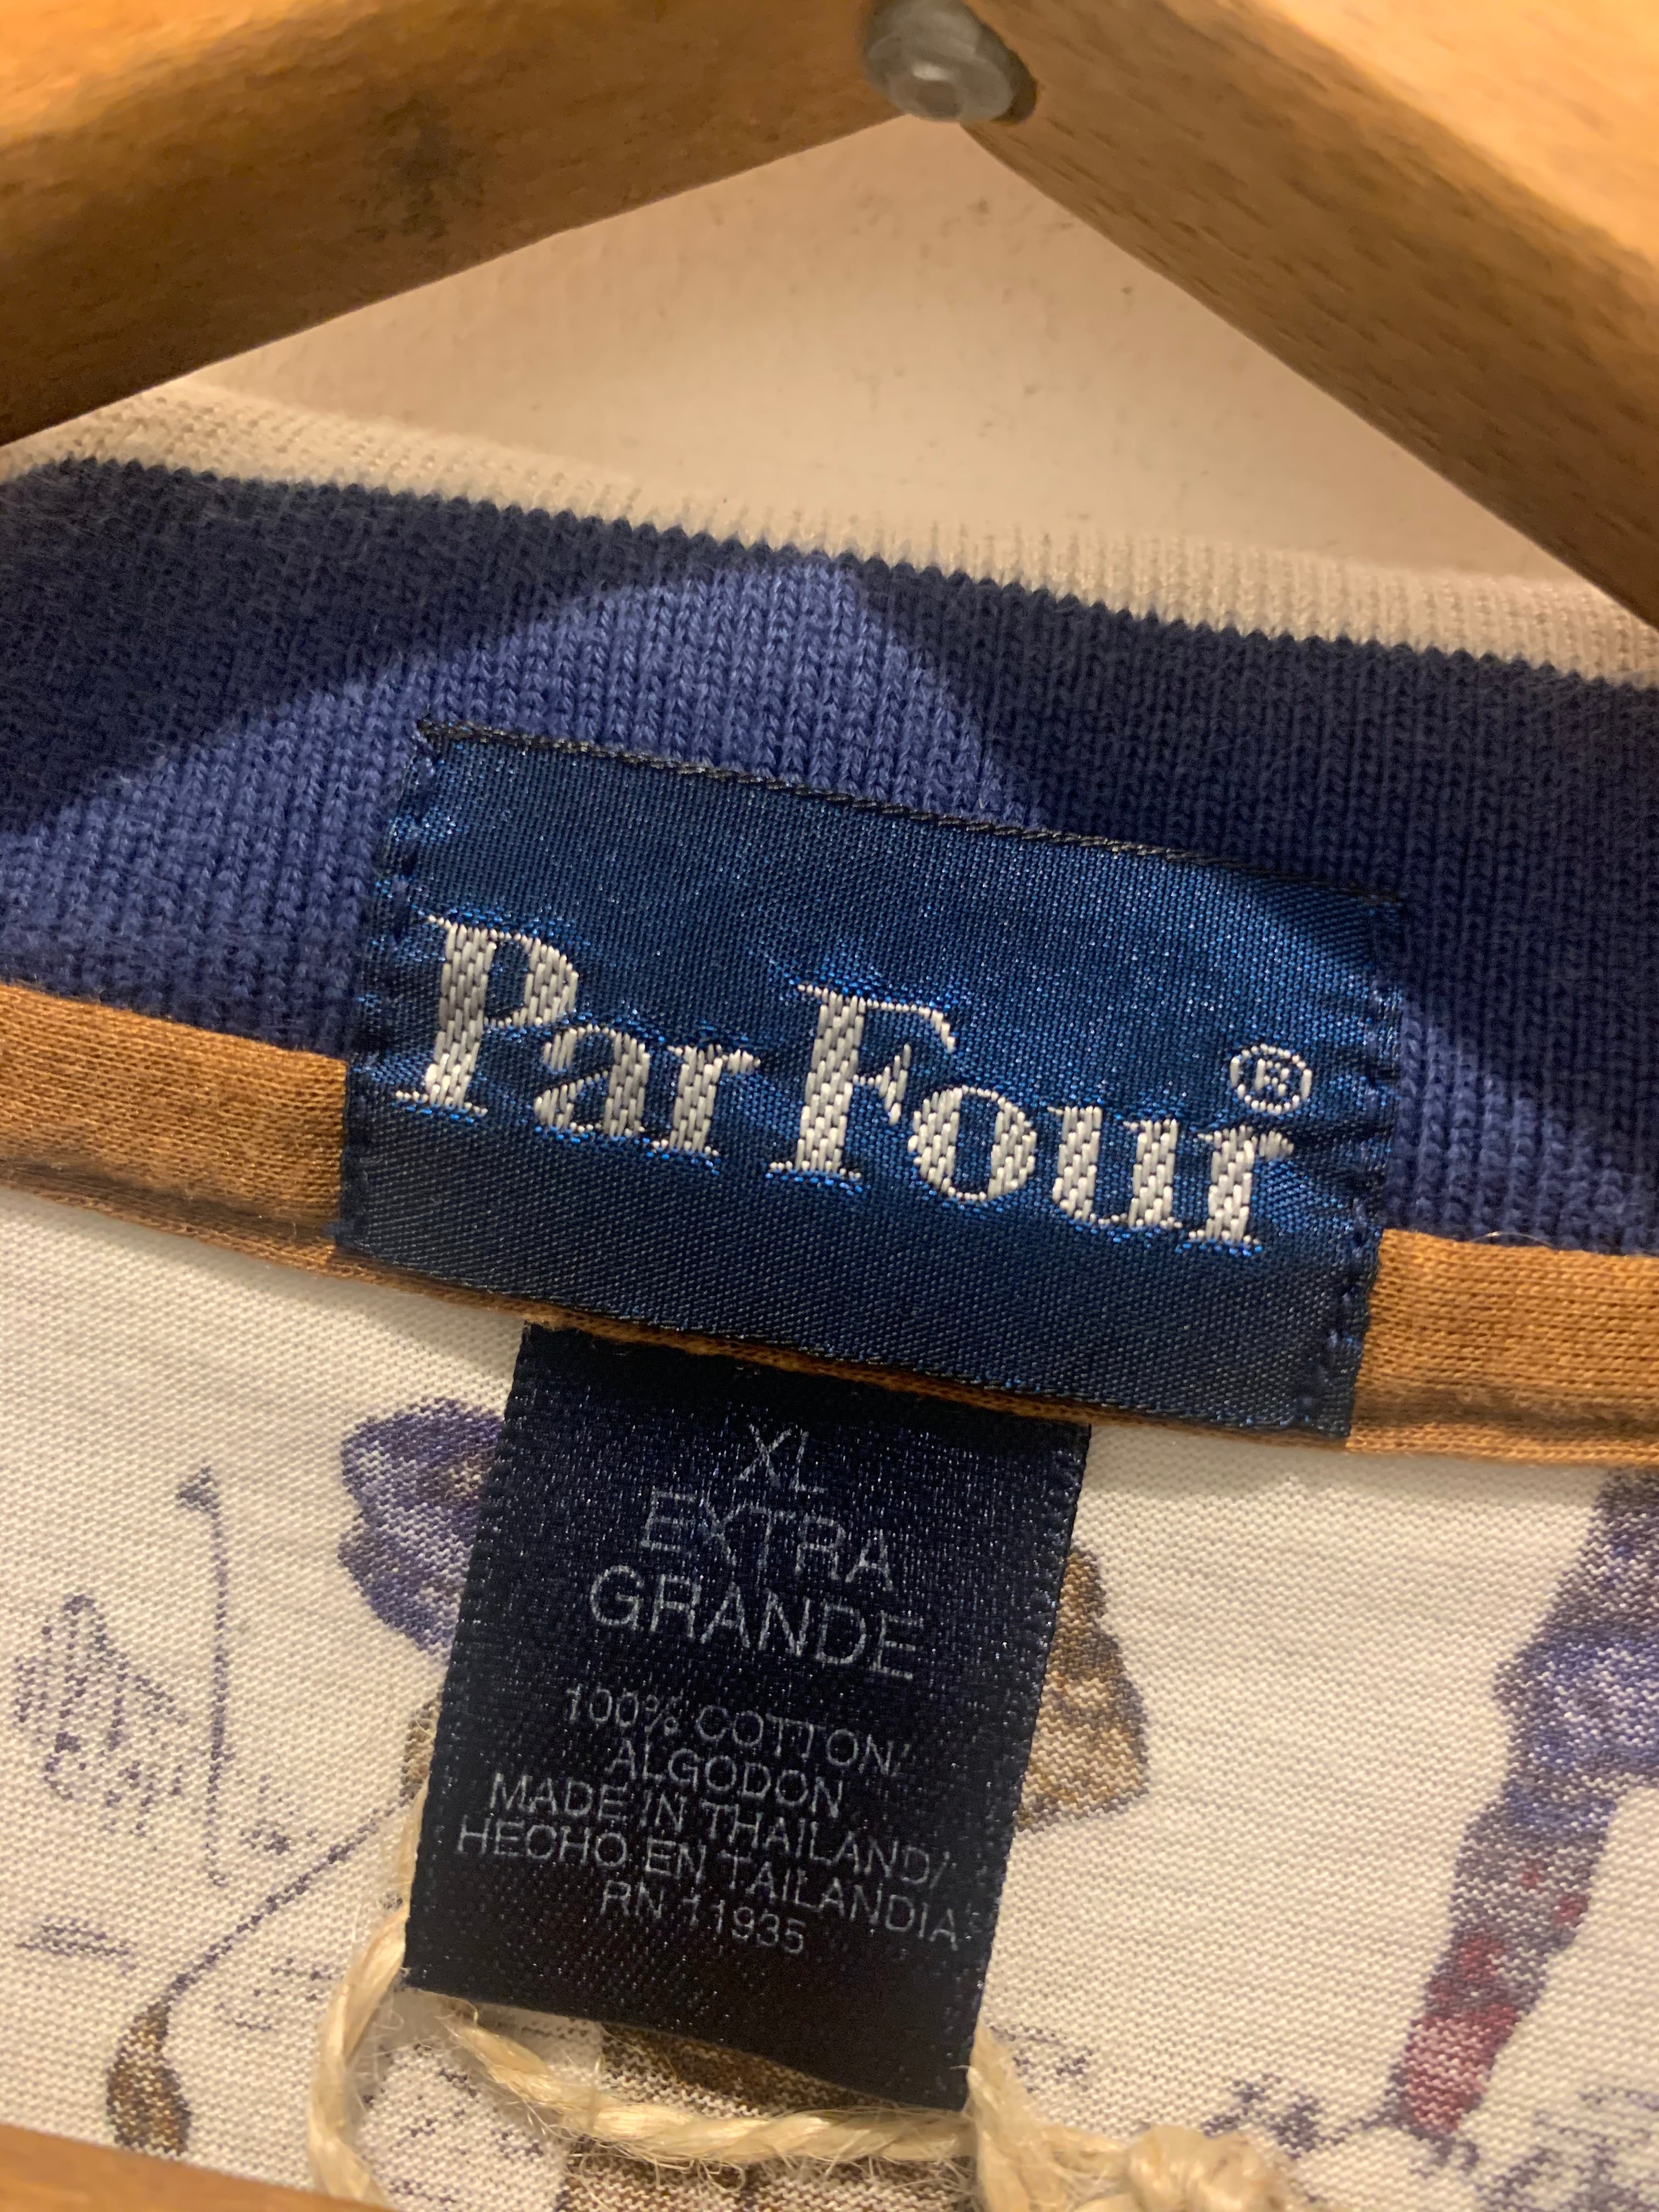 Par Four®
XL
EXTRA
GRANDE
100% COTTON/
ALGODON
MADE IN THAILAND/
HECHO EN TAILANDIA
RN 11935